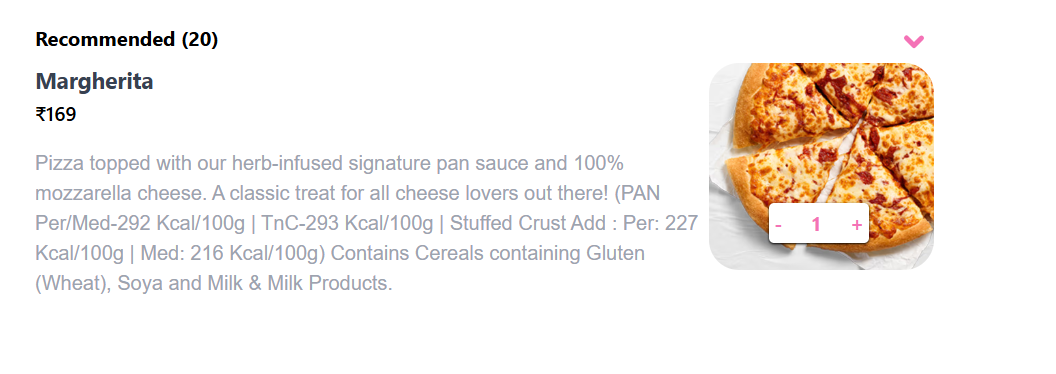 Recommended (20)
Margherita
₹169
Pizza topped with our herb-infused signature pan sauce and 100%
mozzarella cheese. A classic treat for all cheese lovers out there! (PAN
Per/Med-292 Kcal/100g | TnC-293 Kcal/100g | Stuffed Crust Add : Per: 227
Kcal/100g | Med: 216 Kcal/100g) Contains Cereals containing Gluten
(Wheat), Soya and Milk & Milk Products.
- 1 +